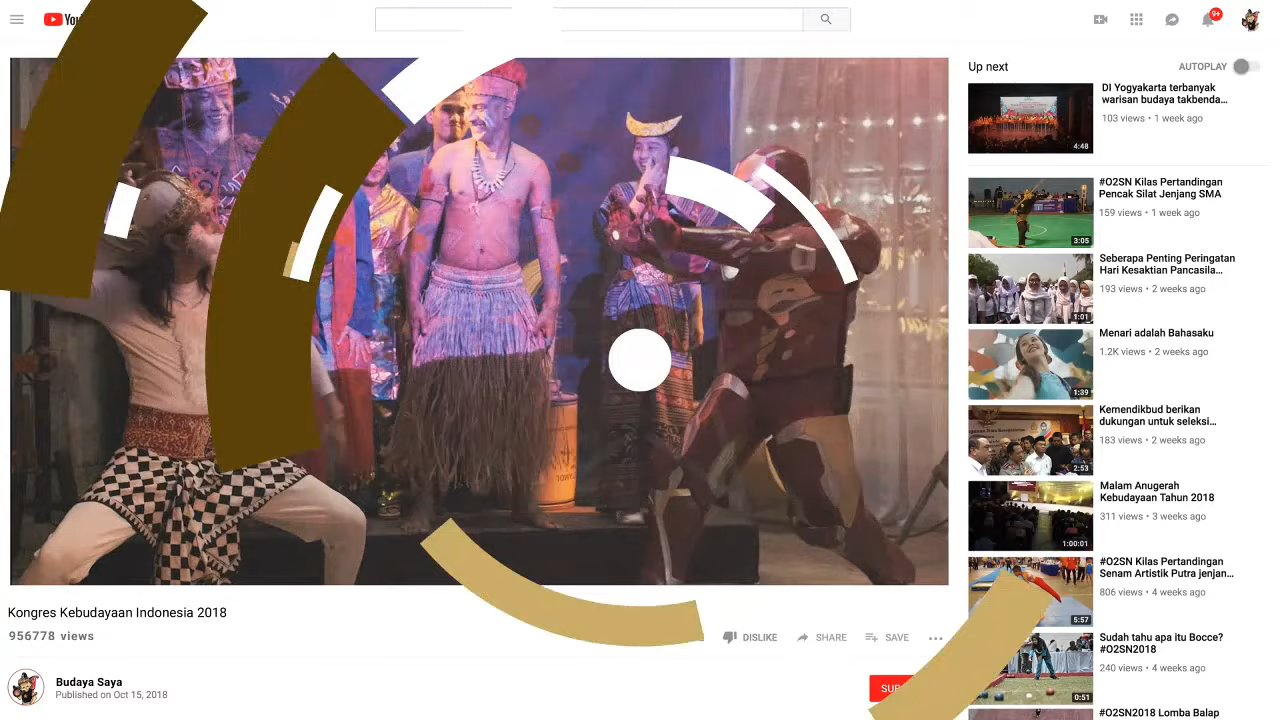 You
9+
Up next
AUTOPLAY
DI Yogyakarta terbanyak
warisan budaya takbenda…
103 views • 1 week ago
4:48
#O2SN Kilas Pertandingan
Pencak Silat Jenjang SMA
159 views • 1 week ago
3:05
Seberapa Penting Peringatan
Hari Kesaktian Pancasila…
193 views • 2 weeks ago
1:01
Menari adalah Bahasaku
1.2K views • 2 weeks ago
1:39
Kemendikbud berikan
dukungan untuk seleksi…
183 views • 2 weeks ago
2:53
Malam Anugerah
Kebudayaan Tahun 2018
311 views • 3 weeks ago
1:00:01
#O2SN Kilas Pertandingan
Senam Artistik Putra jenjan…
806 views • 4 weeks ago
5:57
Sudah tahu apa itu Bocce?
#O2SN2018
240 views • 4 weeks ago
0:51
#O2SN2018 Lomba Balap
Kongres Kebudayaan Indonesia 2018
956778 views
DISLIKE
SHARE
SAVE
Budaya Saya
Published on Oct 15, 2018
SUB